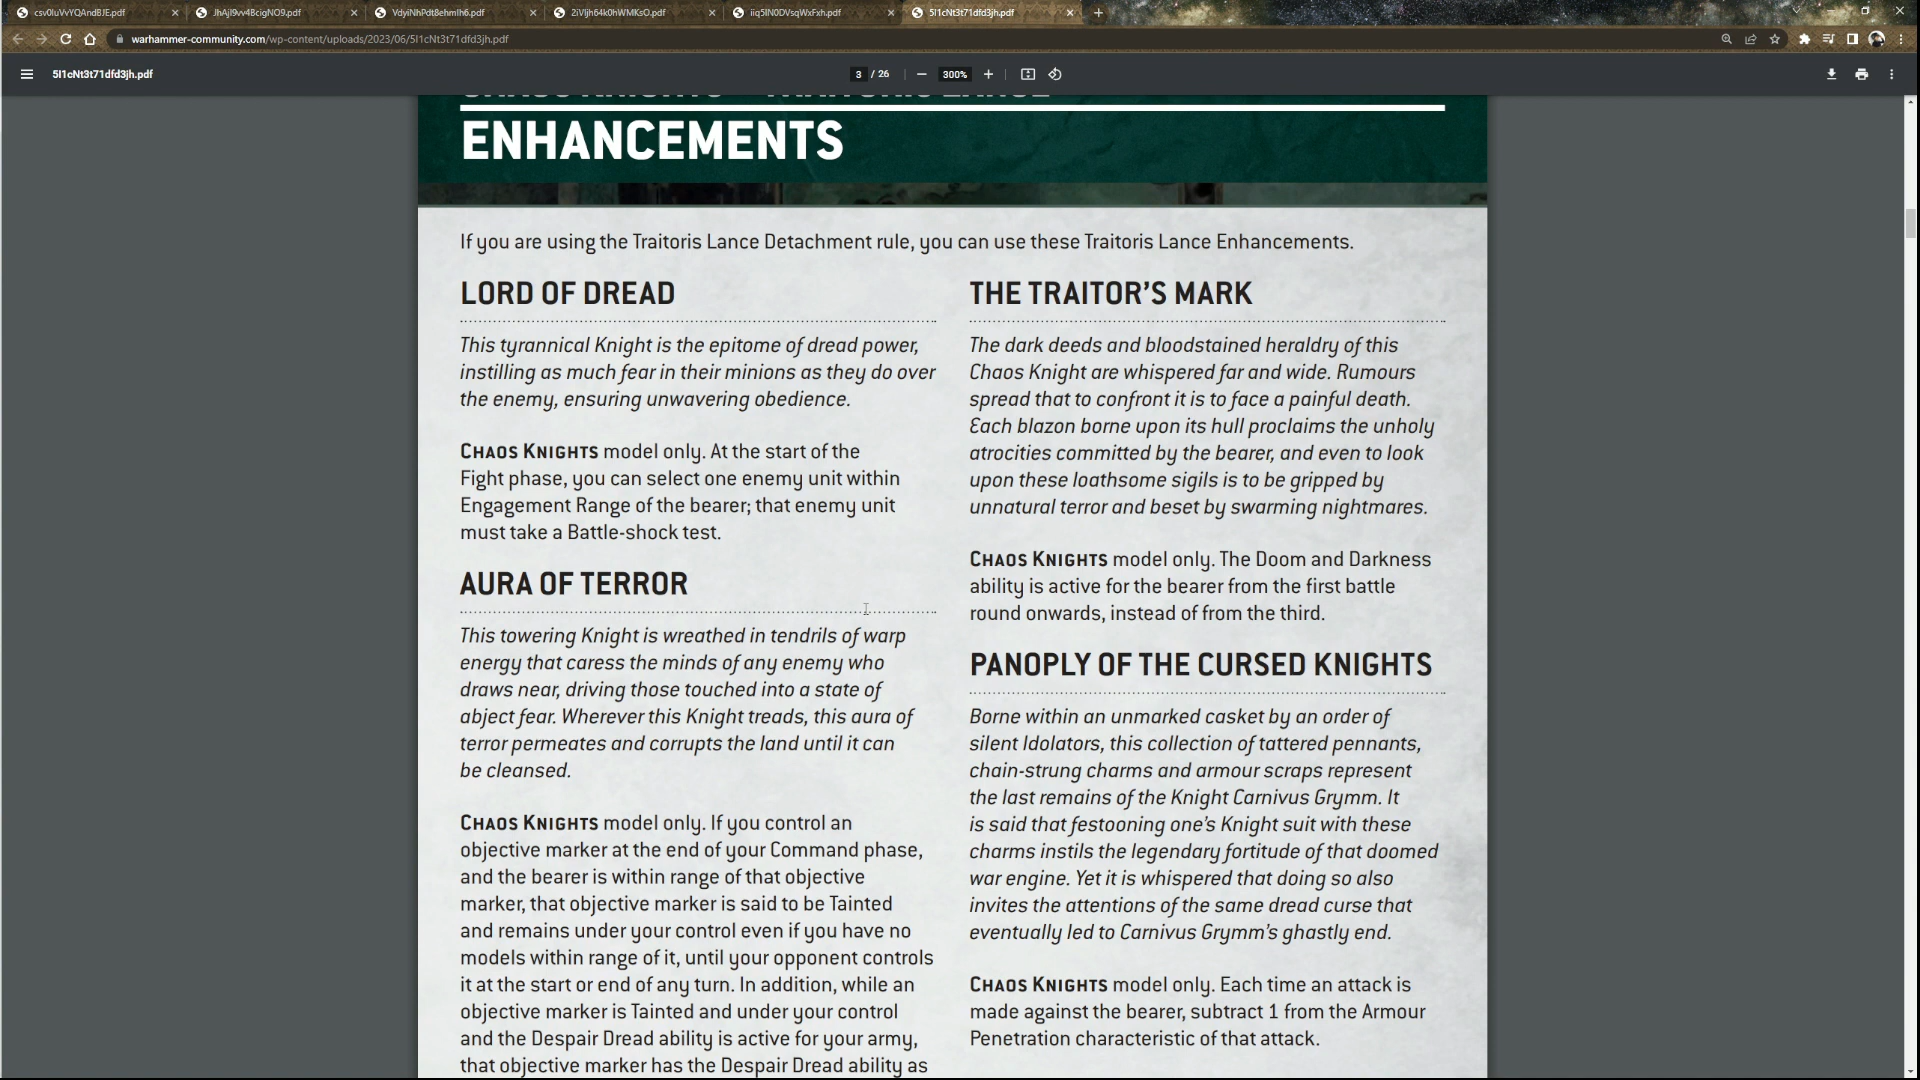 csv0luVvYQAndBJE.pdf
JhAjl9vv4BcigNO9.pdf
VdyiNhPdt8ehmIh6.pdf
2iVljh64k0hWMKsO.pdf
iiq5IN0DVsqWxFxh.pdf
5l1cNt3t71dfd3jh.pdf
warhammer-community.com/wp-content/uploads/2023/06/5l1cNt3t71dfd3jh.pdf
5l1cNt3t71dfd3jh.pdf
3 / 26
300%
CHAOS KNIGHTS – TRAITORIS LANCE
ENHANCEMENTS
If you are using the Traitoris Lance Detachment rule, you can use these Traitoris Lance Enhancements.
LORD OF DREAD
This tyrannical Knight is the epitome of dread power,
instilling as much fear in their minions as they do over
the enemy, ensuring unwavering obedience.
CHAOS KNIGHTS model only. At the start of the
Fight phase, you can select one enemy unit within
Engagement Range of the bearer; that enemy unit
must take a Battle-shock test.
AURA OF TERROR
This towering Knight is wreathed in tendrils of warp
energy that caress the minds of any enemy who
draws near, driving those touched into a state of
abject fear. Wherever this Knight treads, this aura of
terror permeates and corrupts the land until it can
be cleansed.
CHAOS KNIGHTS model only. If you control an
objective marker at the end of your Command phase,
and the bearer is within range of that objective
marker, that objective marker is said to be Tainted
and remains under your control even if you have no
models within range of it, until your opponent controls
it at the start or end of any turn. In addition, while an
objective marker is Tainted and under your control
and the Despair Dread ability is active for your army,
that objective marker has the Despair Dread ability as
THE TRAITOR'S MARK
The dark deeds and bloodstained heraldry of this
Chaos Knight are whispered far and wide. Rumours
spread that to confront it is to face a painful death.
Each blazon borne upon its hull proclaims the unholy
atrocities committed by the bearer, and even to look
upon these loathsome sigils is to be gripped by
unnatural terror and beset by swarming nightmares.
CHAOS KNIGHTS model only. The Doom and Darkness
ability is active for the bearer from the first battle
round onwards, instead of from the third.
PANOPLY OF THE CURSED KNIGHTS
Borne within an unmarked casket by an order of
silent Idolators, this collection of tattered pennants,
chain-strung charms and armour scraps represent
the last remains of the Knight Carnivus Grymm. It
is said that festooning one's Knight suit with these
charms instils the legendary fortitude of that doomed
war engine. Yet it is whispered that doing so also
invites the attentions of the same dread curse that
eventually led to Carnivus Grymm's ghastly end.
CHAOS KNIGHTS model only. Each time an attack is
made against the bearer, subtract 1 from the Armour
Penetration characteristic of that attack.